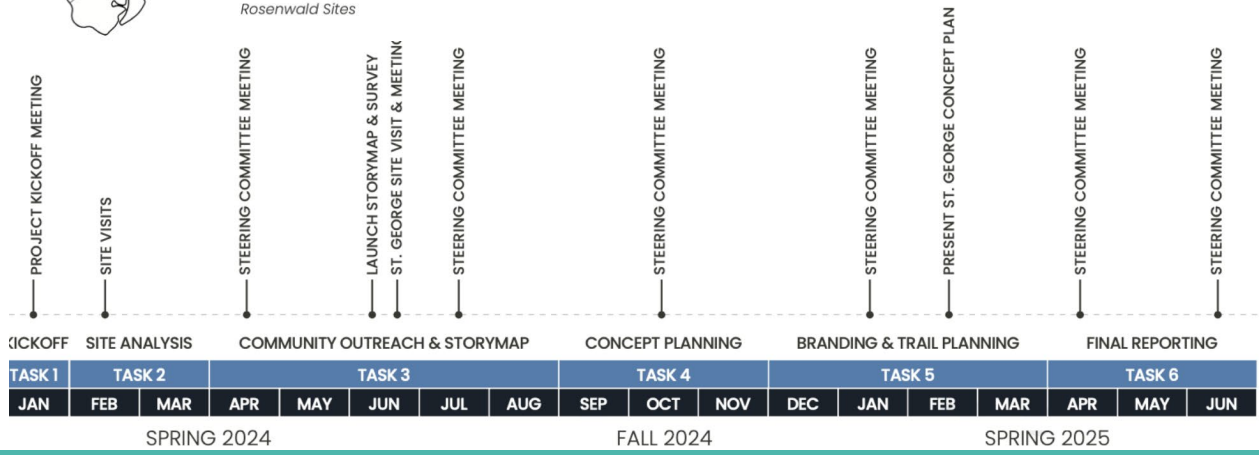 Rosenwald Sites
PROJECT KICKOFF MEETING
SITE VISITS
STEERING COMMITTEE MEETING
LAUNCH STORYMAP & SURVEY
ST. GEORGE SITE VISIT & MEETING
STEERING COMMITTEE MEETING
STEERING COMMITTEE MEETING
STEERING COMMITTEE MEETING
PRESENT ST. GEORGE CONCEPT PLAN
STEERING COMMITTEE MEETING
STEERING COMMITTEE MEETING
KICKOFF SITE ANALYSIS COMMUNITY OUTREACH & STORYMAP CONCEPT PLANNING BRANDING & TRAIL PLANNING FINAL REPORTING
TASK 1 TASK 2 TASK 3 TASK 4 TASK 5 TASK 6
JAN FEB MAR APR MAY JUN JUL AUG SEP OCT NOV DEC JAN FEB MAR APR MAY JUN
SPRING 2024 FALL 2024 SPRING 2025